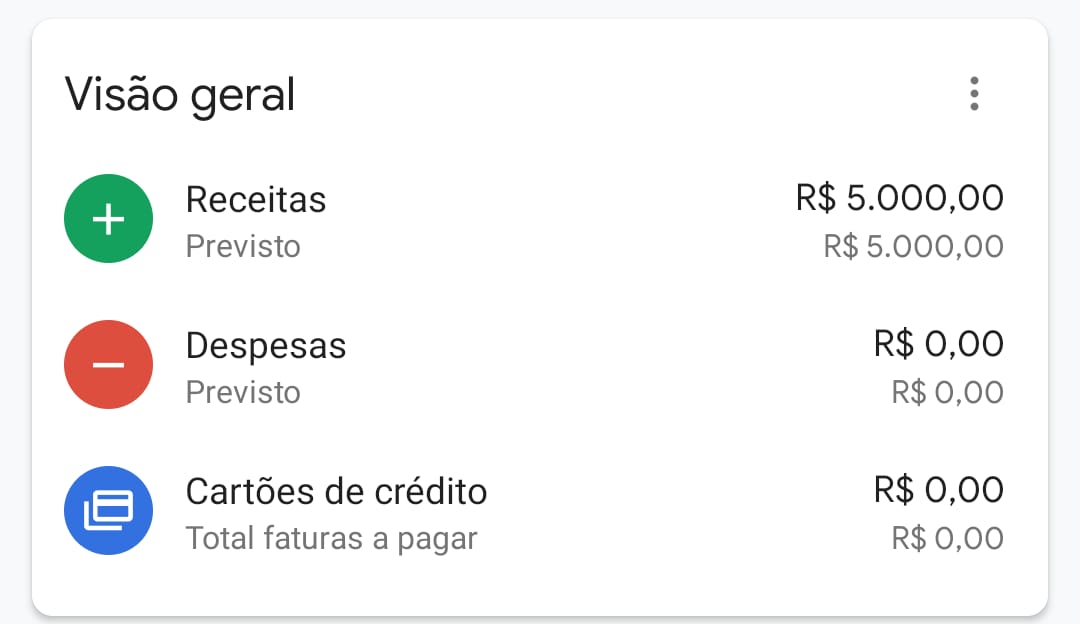 Visão geral
Receitas R$ 5.000,00
Previsto R$ 5.000,00
Despesas R$ 0,00
Previsto R$ 0,00
Cartões de crédito R$ 0,00
Total faturas a pagar R$ 0,00